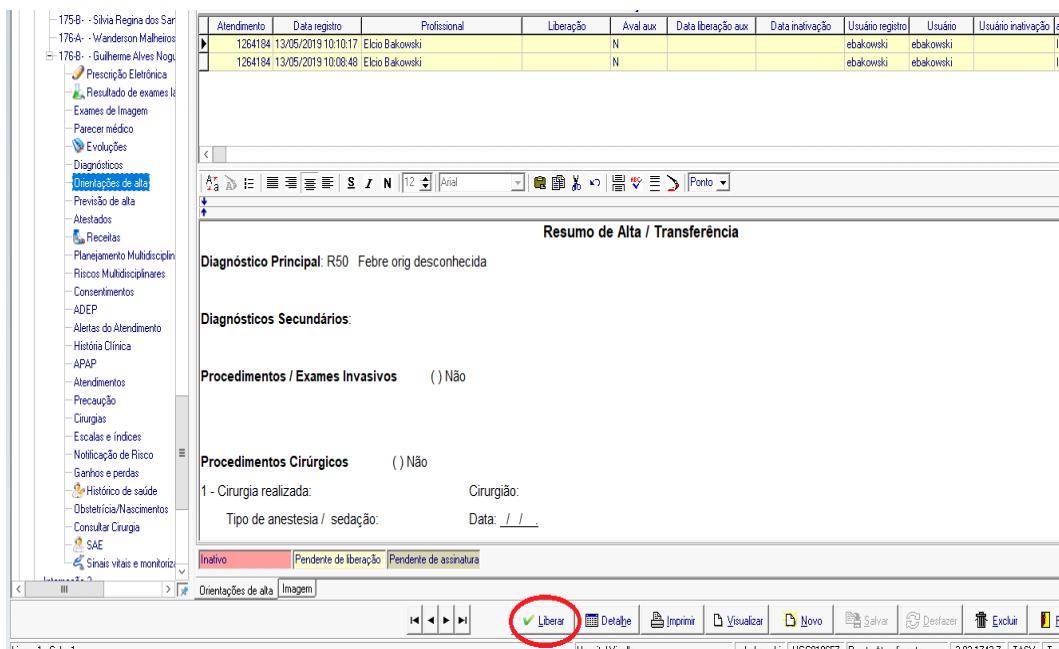 175-B- - Silvia Regina dos Sar
176-A- - Wanderson Malheiros
176-B- - Guilherme Alves Nogu
Prescrição Eletrônica
Resultado de exames la
Exames de Imagem
Parecer médico
Evoluções
Diagnósticos
Orientações de alta
Previsão de alta
Atestados
Receitas
Planejamento Multidisciplin
Riscos Multidisciplinares
Consentimentos
ADEP
Alertas do Atendimento
História Clínica
APAP
Atendimentos
Precaução
Cirurgias
Escalas e índices
Notificação de Risco
Ganhos e perdas
Histórico de saúde
Obstetrícia/Nascimentos
Consultar Cirurgia
SAE
Sinais vitais e monitoriza
Atendimento Data registro Profissional Liberação Aval aux Data liberação aux Data inativação Usuário registro Usuário Usuário inativação
1264184 13/05/2019 10:10:17 Elcio Bakowski N ebakowski ebakowski
1264184 13/05/2019 10:08:48 Elcio Bakowski N ebakowski ebakowski
S I N 12 Arial Ponto
Resumo de Alta / Transferência
Diagnóstico Principal: R50 Febre orig desconhecida
Diagnósticos Secundários:
Procedimentos / Exames Invasivos ( ) Não
Procedimentos Cirúrgicos ( ) Não
1 - Cirurgia realizada: Cirurgião:
Tipo de anestesia / sedação: Data: _/_/_.
Inativo Pendente de liberação Pendente de assinatura
Orientações de alta Imagem
Liberar Detalhe Imprimir Visualizar Novo Salvar Desfazer Excluir